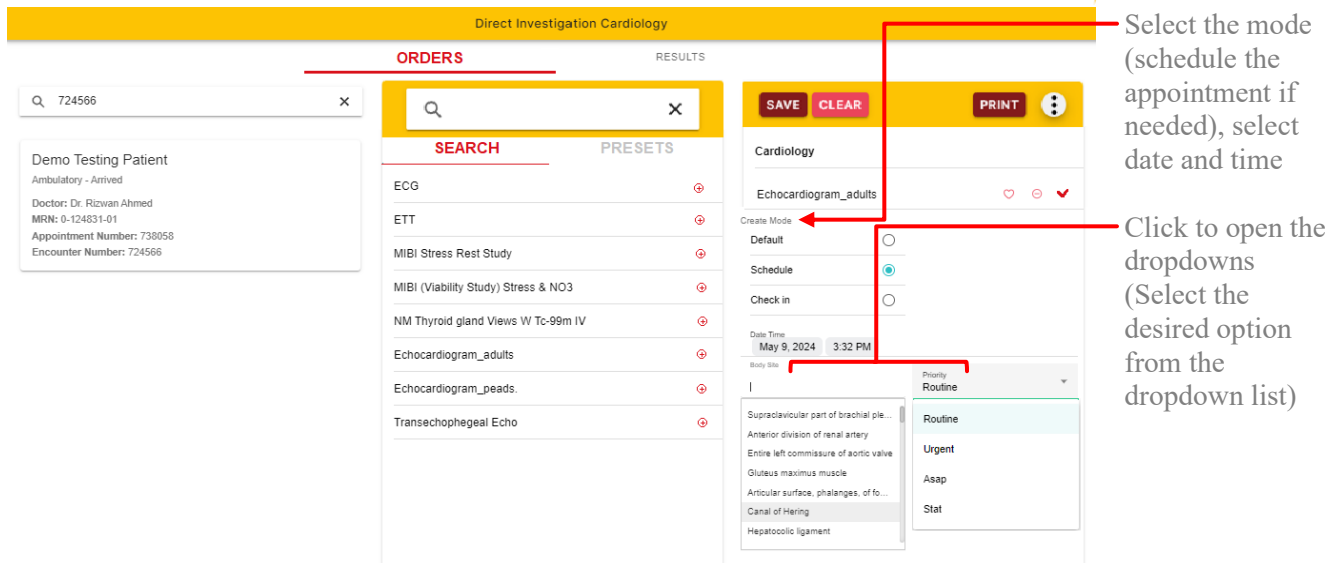 Direct Investigation Cardiology
ORDERS
RESULTS
724566
Demo Testing Patient
Ambulatory - Arrived
Doctor: Dr. Rizwan Ahmed
MRN: 0-124831-01
Appointment Number: 738058
Encounter Number: 724566
SEARCH
PRESETS
ECG
ETT
MIBI Stress Rest Study
MIBI (Viability Study) Stress & NO3
NM Thyroid gland Views W Tc-99m IV
Echocardiogram_adults
Echocardiogram_peads.
Transechophegeal Echo
SAVE
CLEAR
PRINT
Cardiology
Echocardiogram_adults
Create Mode
Default
Schedule
Check in
Date Time
May 9, 2024 3:32 PM
Body Site
Supraclavicular part of brachial ple...
Anterior division of renal artery
Entire left commissure of aortic valve
Gluteus maximus muscle
Articular surface, phalanges, of fo...
Canal of Hering
Hepatocolic ligament
Priority
Routine
Routine
Urgent
Asap
Stat
Select the mode
(schedule the
appointment if
needed), select
date and time
Click to open the
dropdowns
(Select the
desired option
from the
dropdown list)